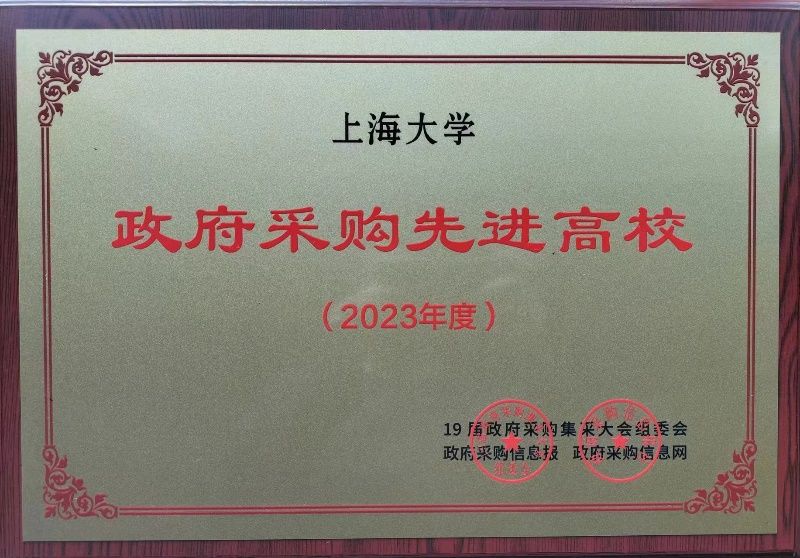 上海大学
政府采购先进高校
（2023年度）
19届政府采购集采大会组委会
政府采购信息报 政府采购信息网